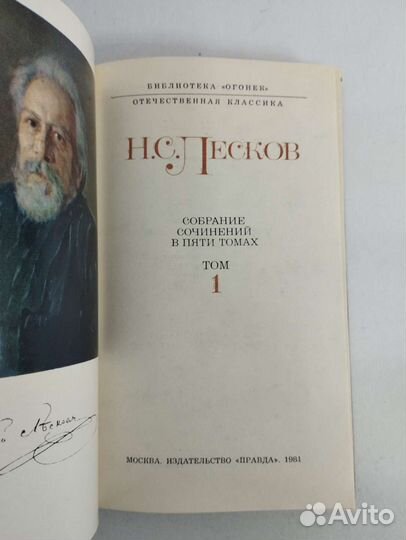 БИБЛИОТЕКА «ОГОНЕК»
ОТЕЧЕСТВЕННАЯ КЛАССИКА
Н.С.ЛЕСКОВ
СОБРАНИЕ
СОЧИНЕНИЙ
В ПЯТИ ТОМАХ
ТОМ
1
МОСКВА. ИЗДАТЕЛЬСТВО «ПРАВДА». 1981
Avito